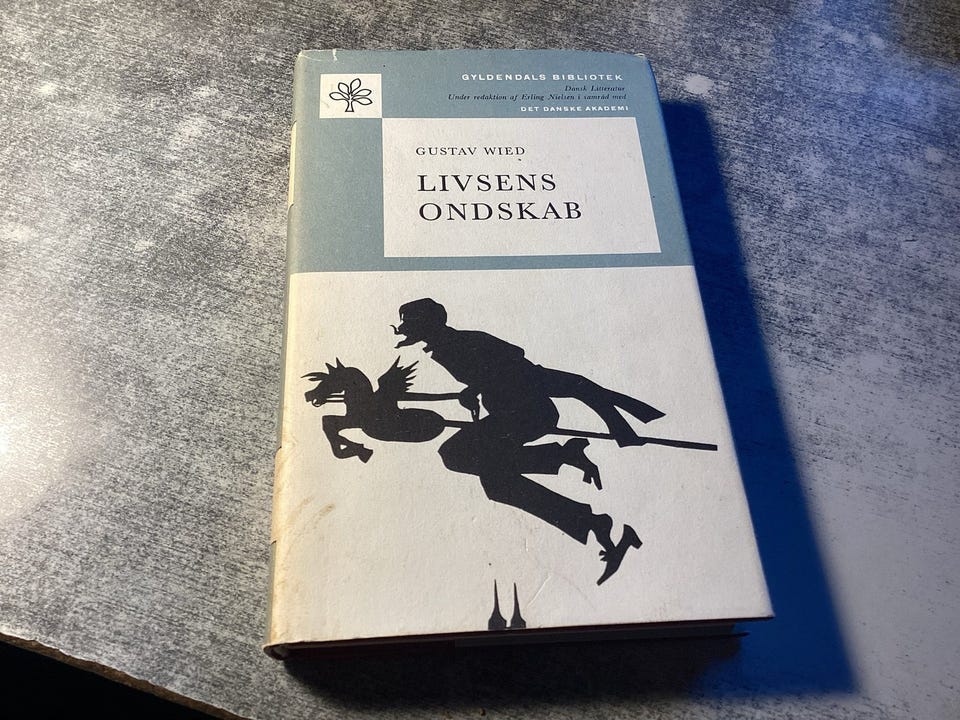 GYLDENDALS BIBLIOTEK
Dansk Litteratur
Under redaktion af Erling Nielsen i samråd med
DET DANSKE AKADEMI
GUSTAV WIED
LIVSENS
ONDSKAB